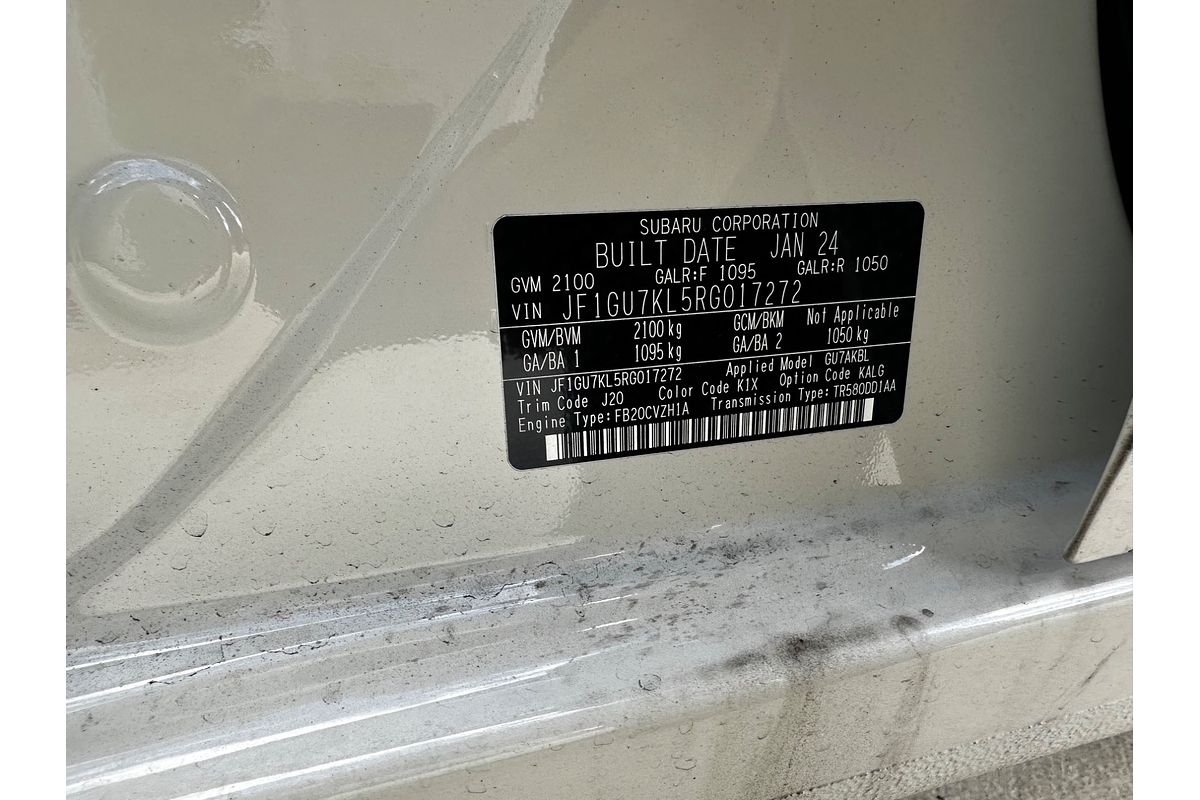 SUBARU CORPORATION
BUILT DATE JAN 24
GVM 2100 GALR:F 1095 GALR:R 1050
VIN JF1GU7KL5RG017272
GVM/BVM 2100 kg GCM/BKM Not Applicable
GA/BA 1 1095 kg GA/BA 2 1050 kg
VIN JF1GU7KL5RG017272 Applied Model GU7AKBL
Trim Code J20 Color Code K1X Option Code KALG
Engine Type: FB20CVZH1A Transmission Type: TR580DD1AA